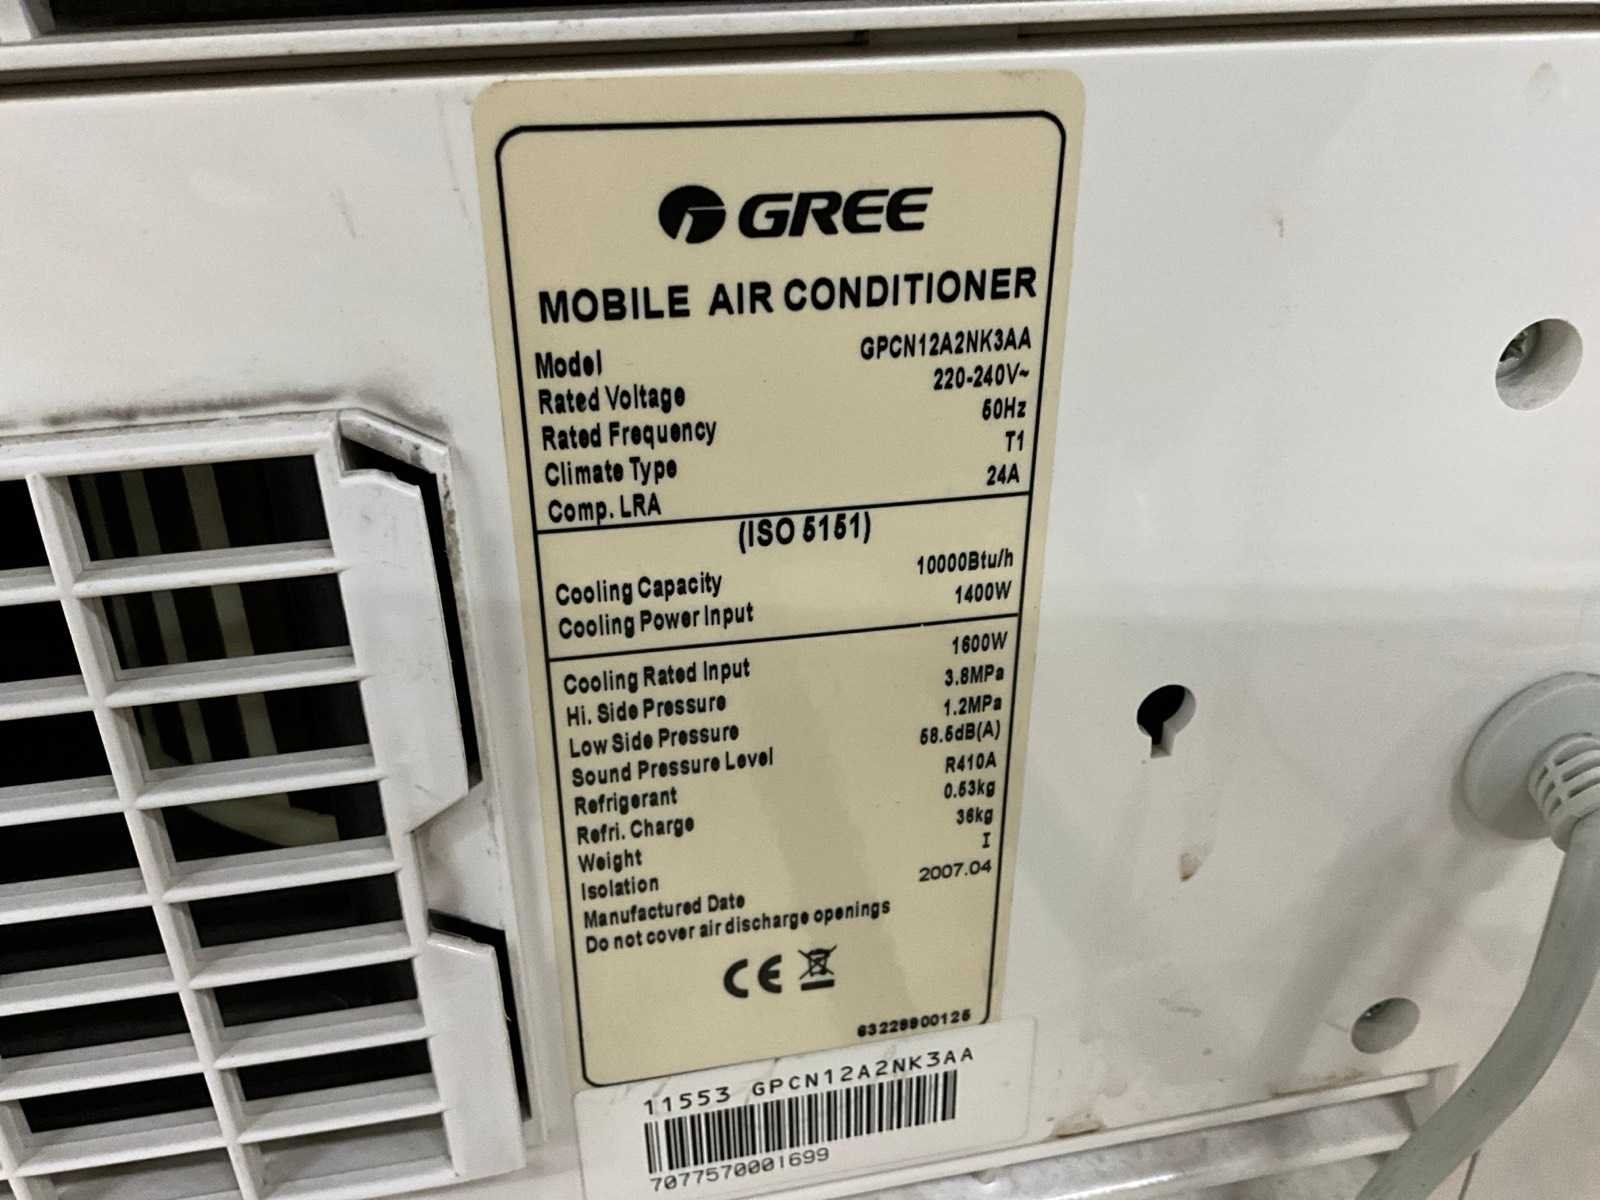 GREE
MOBILE AIR CONDITIONER
Model GPCN12A2NK3AA
Rated Voltage 220-240V~
Rated Frequency 50Hz
Climate Type T1
Comp. LRA 24A
(ISO 5151)
Cooling Capacity 10000Btu/h
Cooling Power Input 1400W
Cooling Rated Input 1600W
Hi. Side Pressure 3.8MPa
Low Side Pressure 1.2MPa
Sound Pressure Level 58.5dB(A)
Refrigerant R410A
Refri. Charge 0.53kg
Weight 36kg
Isolation I
Manufactured Date 2007.04
Do not cover air discharge openings
CE
63229900125
11553 GPCN12A2NK3AA
7077570001699